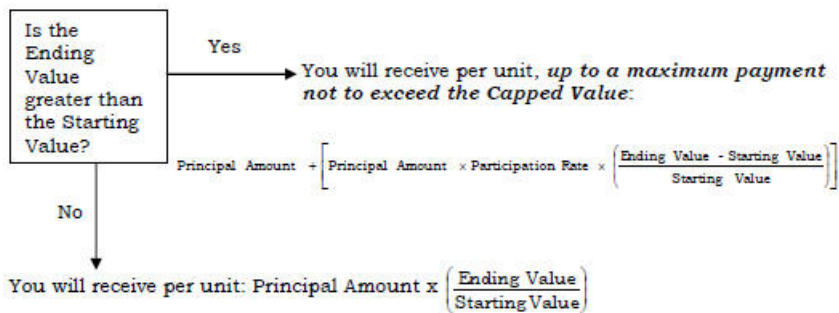 Is the
Ending
Value
greater than
the Starting
Value?
Yes
You will receive per unit, up to a maximum payment
not to exceed the Capped Value:
Principal Amount + [Principal Amount × Participation Rate × (Ending Value - Starting Value / Starting Value)]
No
You will receive per unit: Principal Amount x (Ending Value / Starting Value)